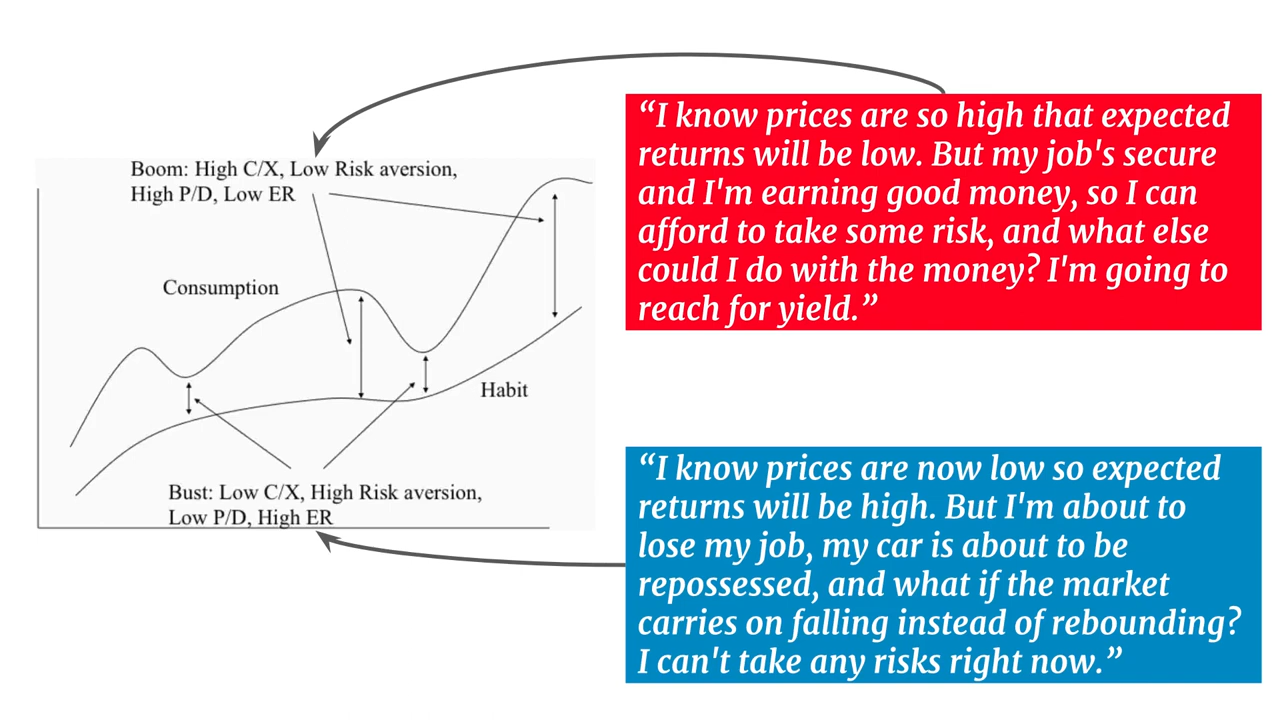 “I know prices are so high that expected
returns will be low. But my job's secure
and I'm earning good money, so I can
afford to take some risk, and what else
could I do with the money? I'm going to
reach for yield.”
Boom: High C/X, Low Risk aversion,
High P/D, Low ER
Consumption
Habit
Bust: Low C/X, High Risk aversion,
Low P/D, High ER
“I know prices are now low so expected
returns will be high. But I'm about to
lose my job, my car is about to be
repossessed, and what if the market
carries on falling instead of rebounding?
I can't take any risks right now.”